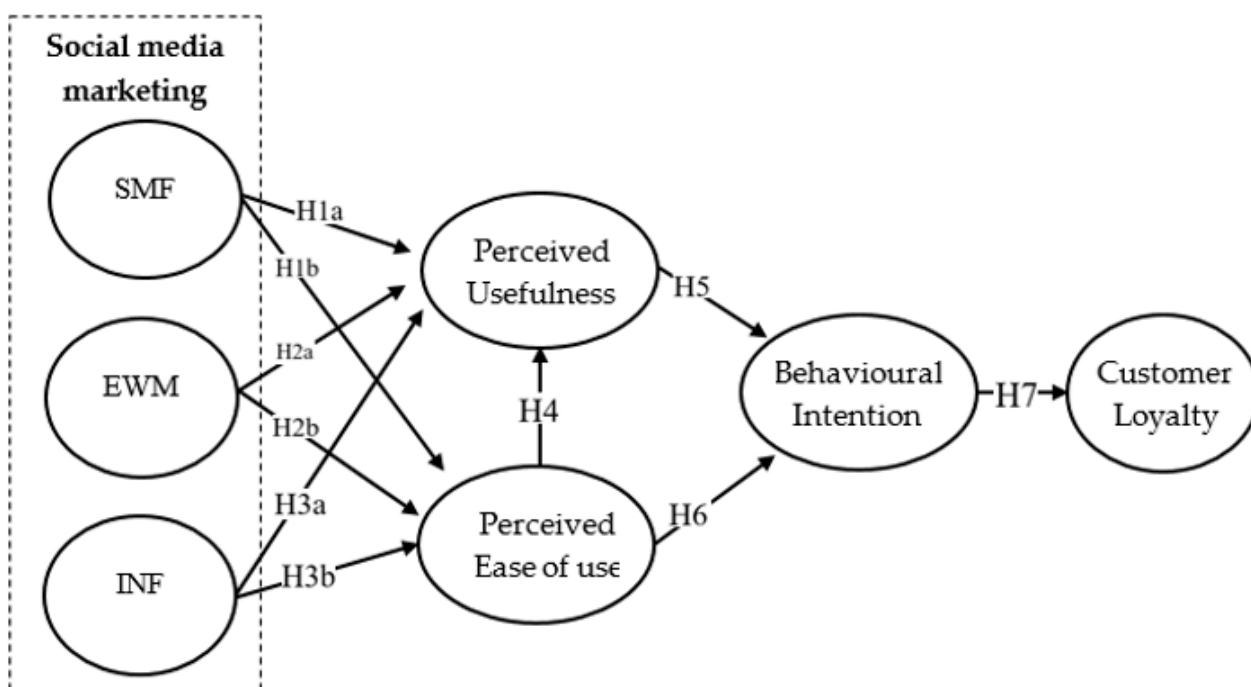 Social media
marketing
SMF
EWM
INF
H1a
H1b
H2a
H2b
H3a
H3b
Perceived
Usefulness
H4
Perceived
Ease of use
H5
H6
Behavioural
Intention
H7
Customer
Loyalty